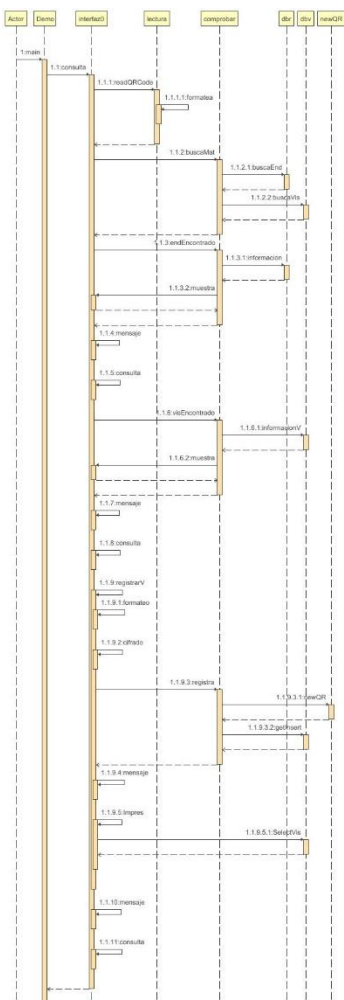 Actor Demo interfaz0 lectura comprobar dbr dbv newQR
1:main
1.1:consulta
1.1.1:readQRCode
1.1.1.1:formatea
1.1.2:buscaMat
1.1.2.1:buscaEnd
1.1.2.2:buscaVis
1.1.3:endEncontrado
1.1.3.1:informacion
1.1.3.2:muestra
1.1.4:mensaje
1.1.5:consulta
1.1.6:visEncontrado
1.1.6.1:informacionV
1.1.6.2:muestra
1.1.7:mensaje
1.1.8:consulta
1.1.9:registrarV
1.1.9.1:formateo
1.1.9.2:cifrado
1.1.9.3:registra
1.1.9.3.1:newQR
1.1.9.3.2:getInsert
1.1.9.4:mensaje
1.1.9.5:Impres
1.1.9.5.1:SelectVis
1.1.10:mensaje
1.1.11:consulta